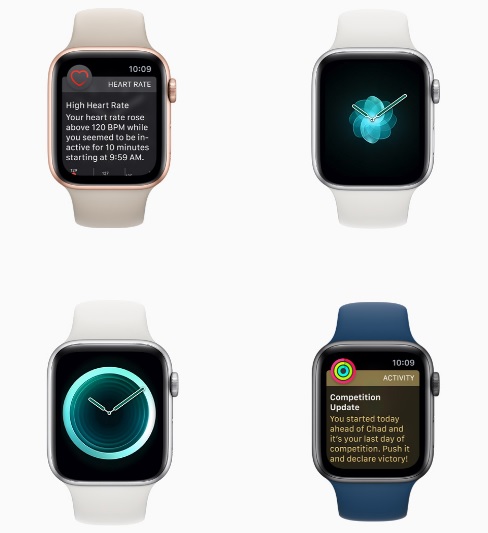 10:09
HEART RATE
High Heart Rate
Your heart rate rose
above 120 BPM while
you seemed to be in-
active for 10 minutes
starting at 9:59 AM.
10:09
ACTIVITY
Competition
Update
You started today
ahead of Chad and
it's your last day of
competition. Push it
and declare victory!